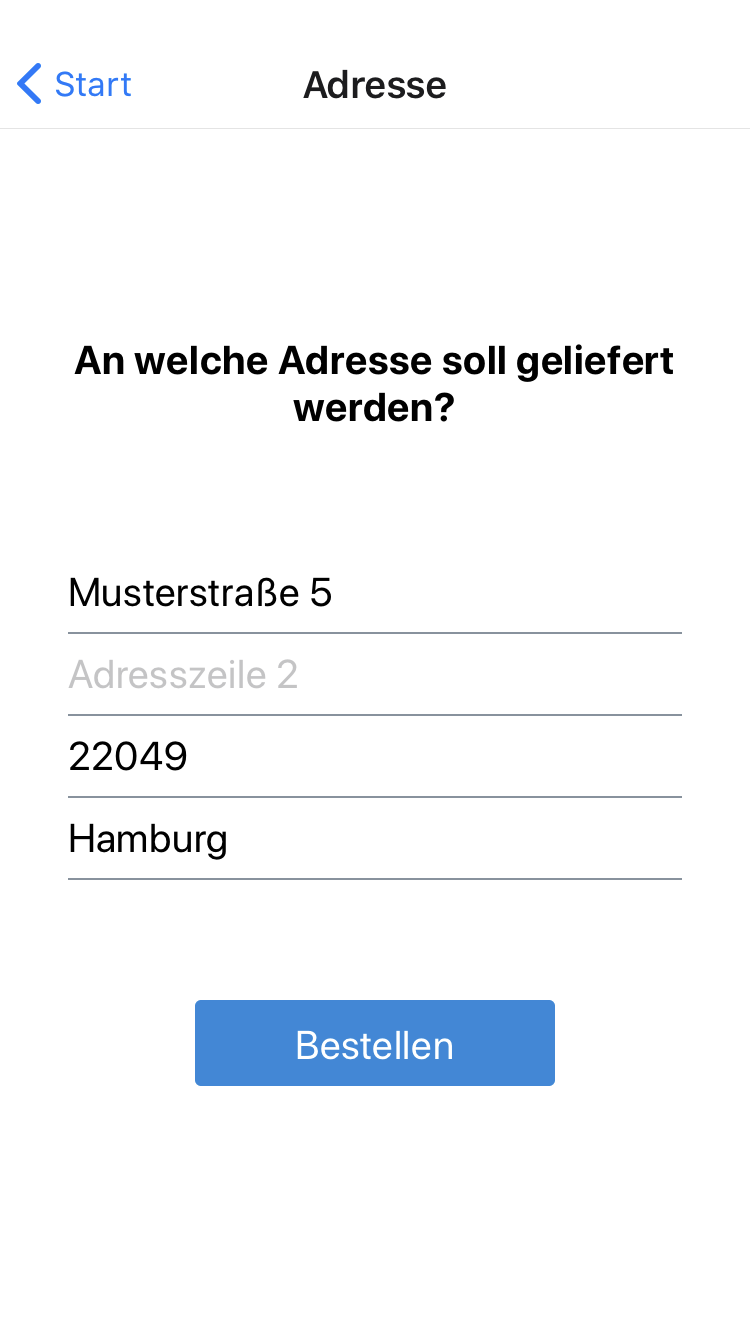 Start
Adresse
An welche Adresse soll geliefert
werden?
Musterstraße 5
Adresszeile 2
22049
Hamburg
Bestellen